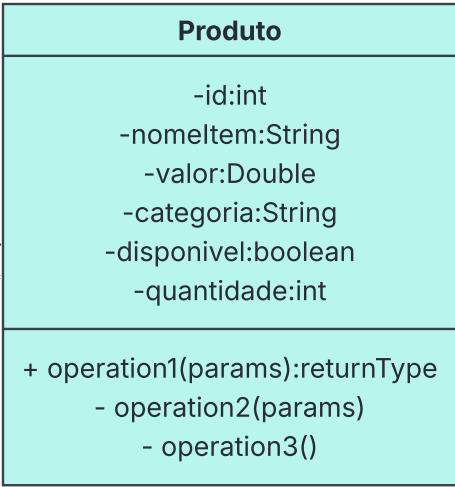 Produto
-id:int
-nomeItem:String
-valor:Double
-categoria:String
-disponivel:boolean
-quantidade:int
+ operation1(params):returnType
- operation2(params)
- operation3()